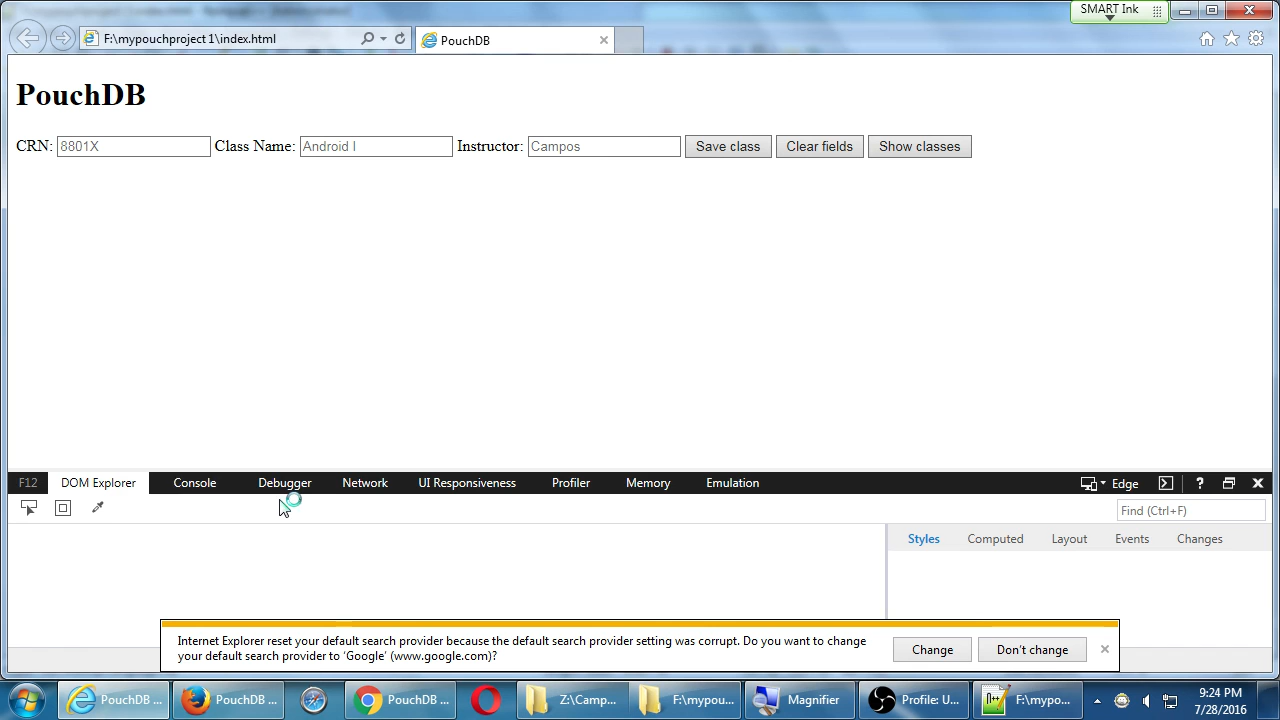 SMART Ink
F:\mypouchproject1\index.html
PouchDB
PouchDB
CRN: 8801X Class Name: Android I Instructor: Campos Save class Clear fields Show classes
F12 DOM Explorer Console Debugger Network UI Responsiveness Profiler Memory Emulation Edge ?
Find (Ctrl+F)
Styles Computed Layout Events Changes
Internet Explorer reset your default search provider because the default search provider setting was corrupt. Do you want to change
your default search provider to ‘Google’ (www.google.com)?
Change Don't change
PouchDB ... PouchDB ... PouchDB ... Z:\Camp... F:\mypou... Magnifier Profile: U... F:\mypo...
9:24 PM
7/28/2016